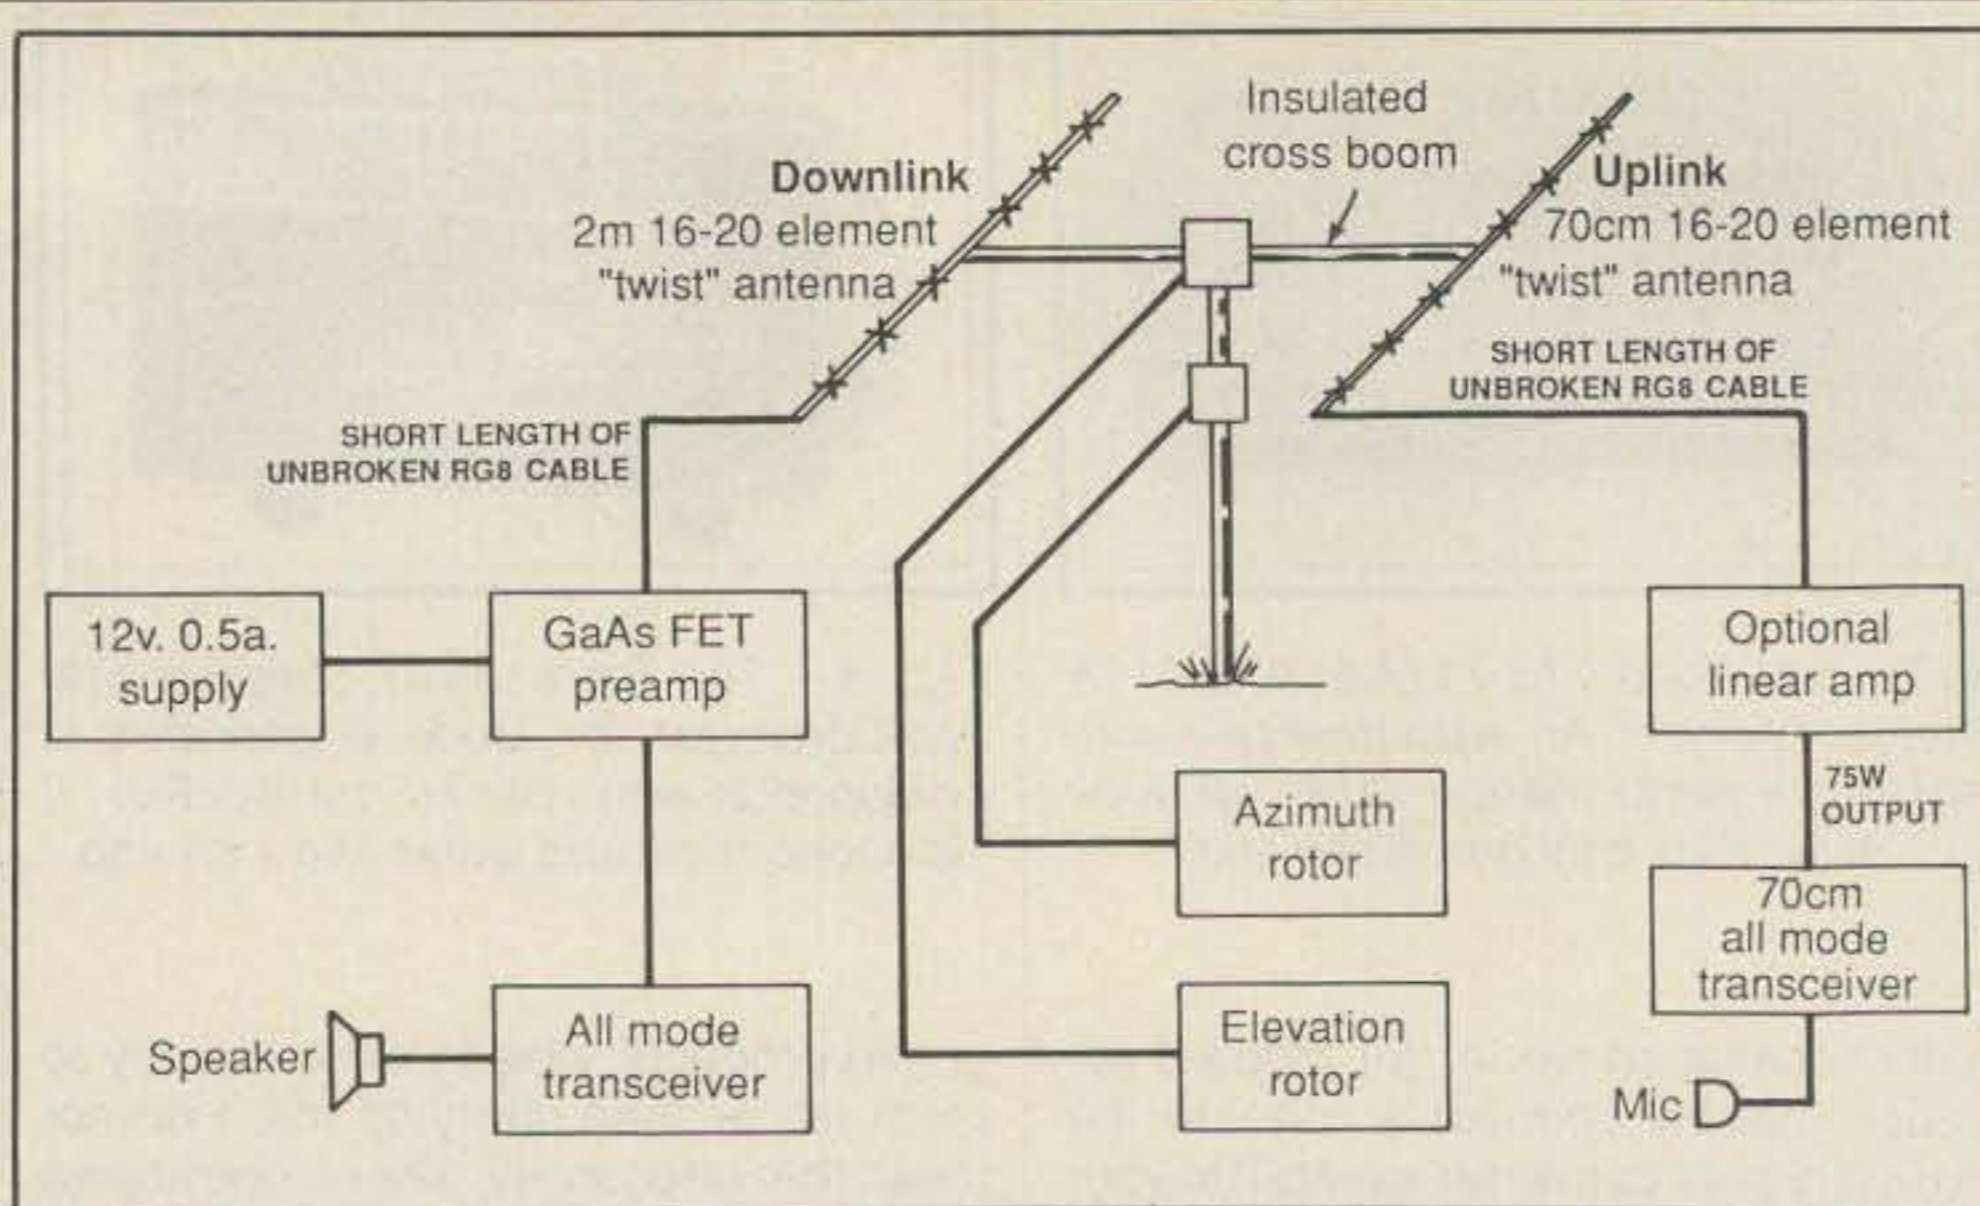 Insulated
cross boom
Downlink
2m 16-20 element
"twist" antenna
Uplink
70cm 16-20 element
"twist" antenna
SHORT LENGTH OF
UNBROKEN RG8 CABLE
SHORT LENGTH OF
UNBROKEN RG8 CABLE
12v. 0.5a.
supply
GaAs FET
preamp
Optional
linear amp
75W
OUTPUT
Azimuth
rotor
70cm
all mode
transceiver
Speaker
All mode
transceiver
Elevation
rotor
Mic